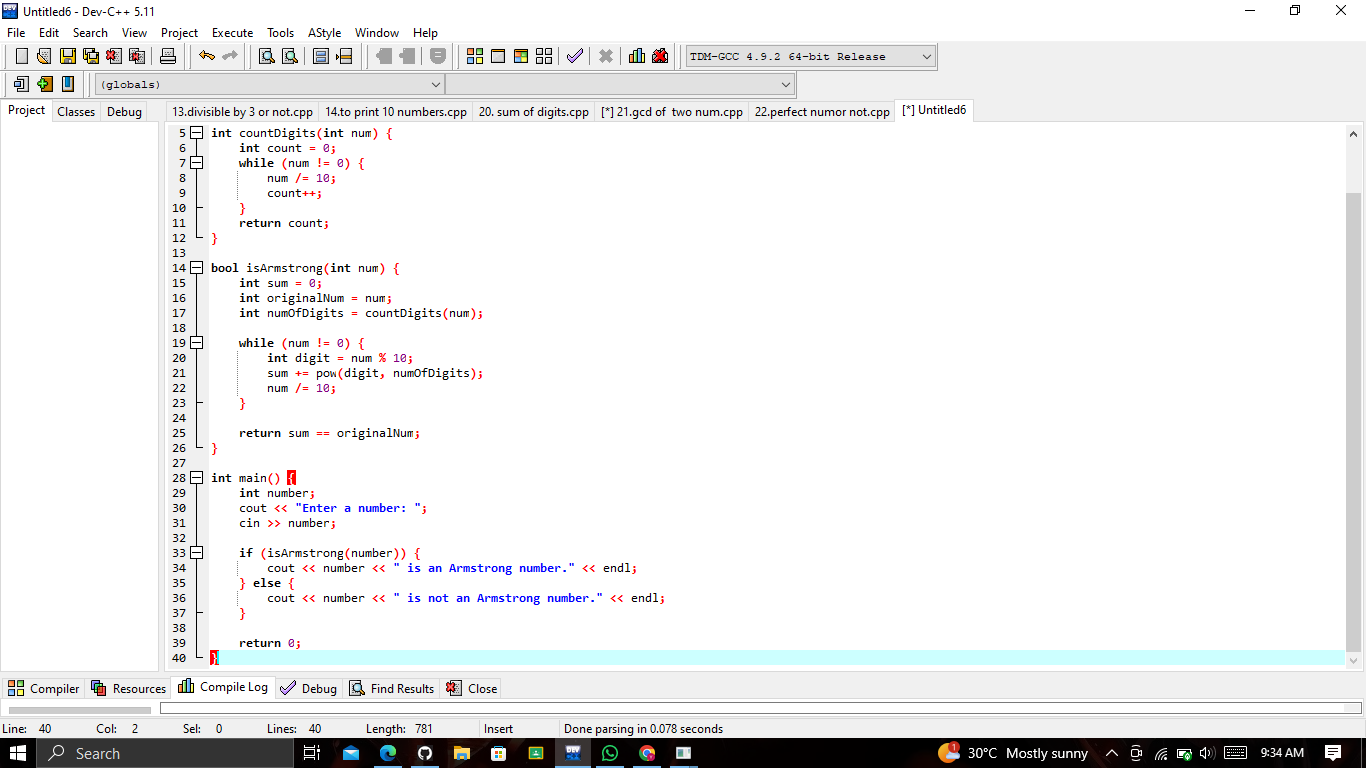 Untitled6 - Dev-C++ 5.11
File Edit Search View Project Execute Tools AStyle Window Help
TDM-GCC 4.9.2 64-bit Release
(globals)
Project Classes Debug
13.divisible by 3 or not.cpp 14.to print 10 numbers.cpp 20. sum of digits.cpp [*] 21.gcd of two num.cpp 22.perfect numor not.cpp [*] Untitled6
5 int countDigits(int num) {
6 int count = 0;
7 while (num != 0) {
8 num /= 10;
9 count++;
10 }
11 return count;
12 }
13
14 bool isArmstrong(int num) {
15 int sum = 0;
16 int originalNum = num;
17 int numOfDigits = countDigits(num);
18
19 while (num != 0) {
20 int digit = num % 10;
21 sum += pow(digit, numOfDigits);
22 num /= 10;
23 }
24
25 return sum == originalNum;
26 }
27
28 int main() {
29 int number;
30 cout << "Enter a number: ";
31 cin >> number;
32
33 if (isArmstrong(number)) {
34 cout << number << " is an Armstrong number." << endl;
35 } else {
36 cout << number << " is not an Armstrong number." << endl;
37 }
38
39 return 0;
40 }
Compiler Resources Compile Log Debug Find Results Close
Line: 40 Col: 2 Sel: 0 Lines: 40 Length: 781 Insert Done parsing in 0.078 seconds
Search DEV 1 30°C Mostly sunny 9:34 AM